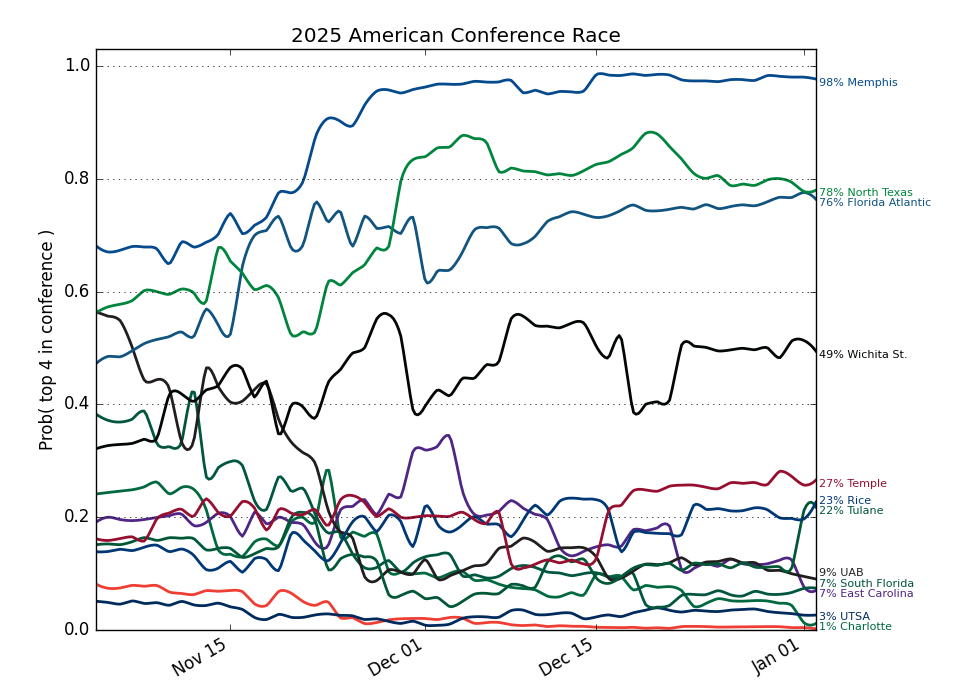 2025 American Conference Race
Prob( top 4 in conference )
1.0
0.8
0.6
0.4
0.2
0.0
Nov 15
Dec 01
Dec 15
Jan 01
98% Memphis
78% North Texas
76% Florida Atlantic
49% Wichita St.
27% Temple
23% Rice
22% Tulane
9% UAB
7% South Florida
7% East Carolina
3% UTSA
1% Charlotte